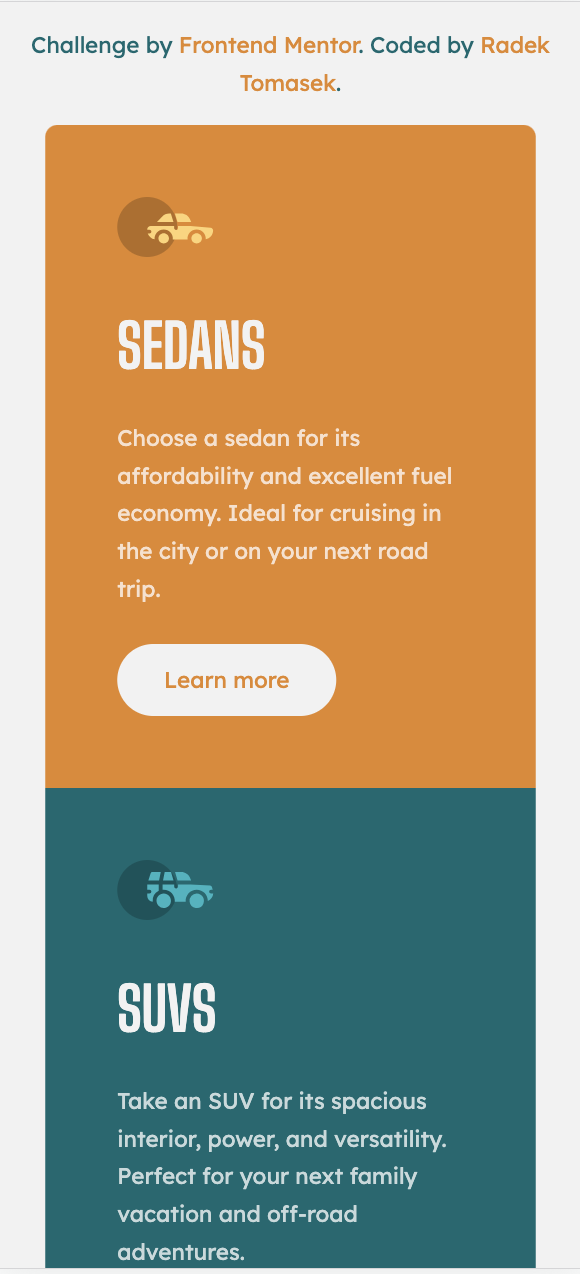 Challenge by Frontend Mentor. Coded by Radek
Tomasek.
SEDANS
Choose a sedan for its
affordability and excellent fuel
economy. Ideal for cruising in
the city or on your next road
trip.
Learn more
SUVS
Take an SUV for its spacious
interior, power, and versatility.
Perfect for your next family
vacation and off-road
adventures.